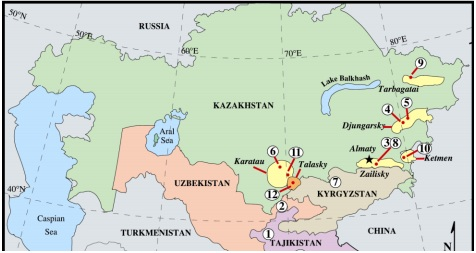 50°N
RUSSIA
50°N
60°E
70°E
80°E
9
Tarbagatai
Lake Balkhash
4
5
KAZAKHSTAN
Djungarsky
Aral
Sea
Almaty
3 8
10
Ketmen
6
11
Karatau
Talasky
Zailisky
7
UZBEKISTAN
12
KYRGYZSTAN
40°N
2
Caspian
Sea
TURKMENISTAN
1
TAJIKISTAN
CHINA
N